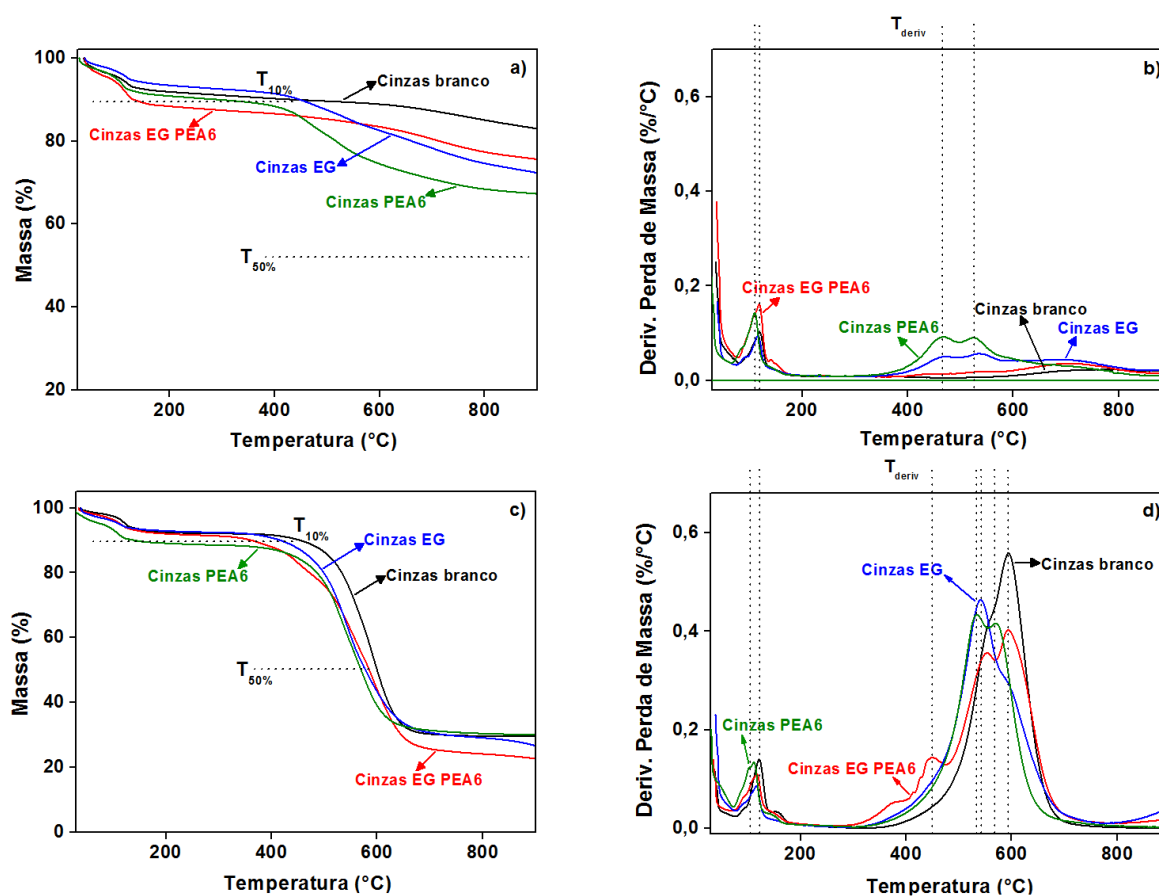 a)
100
80
60
40
20
Massa (%)
T10%
Cinzas branco
Cinzas EG PEA6
Cinzas EG
Cinzas PEA6
T50%
200 400 600 800
Temperatura (°C)
Tderiv
b)
0,6
0,4
0,2
0,0
Deriv. Perda de Massa (%/°C)
Cinzas EG PEA6
Cinzas branco
Cinzas PEA6
Cinzas EG
200 400 600 800
Temperatura (°C)
c)
100
80
60
40
20
0
Massa (%)
T10%
Cinzas EG
Cinzas PEA6
Cinzas branco
T50%
Cinzas EG PEA6
200 400 600 800
Temperatura (°C)
Tderiv
d)
0,6
0,4
0,2
0,0
Deriv. Perda de Massa (%/°C)
Cinzas EG
Cinzas branco
Cinzas PEA6
Cinzas EG PEA6
200 400 600 800
Temperatura (°C)